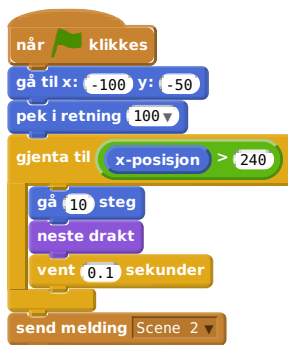 når klikkes
gå til x: -100 y: -50
pek i retning 100▼
gjenta til x-posisjon > 240
gå 10 steg
neste drakt
vent 0.1 sekunder
send melding Scene 2 ▼